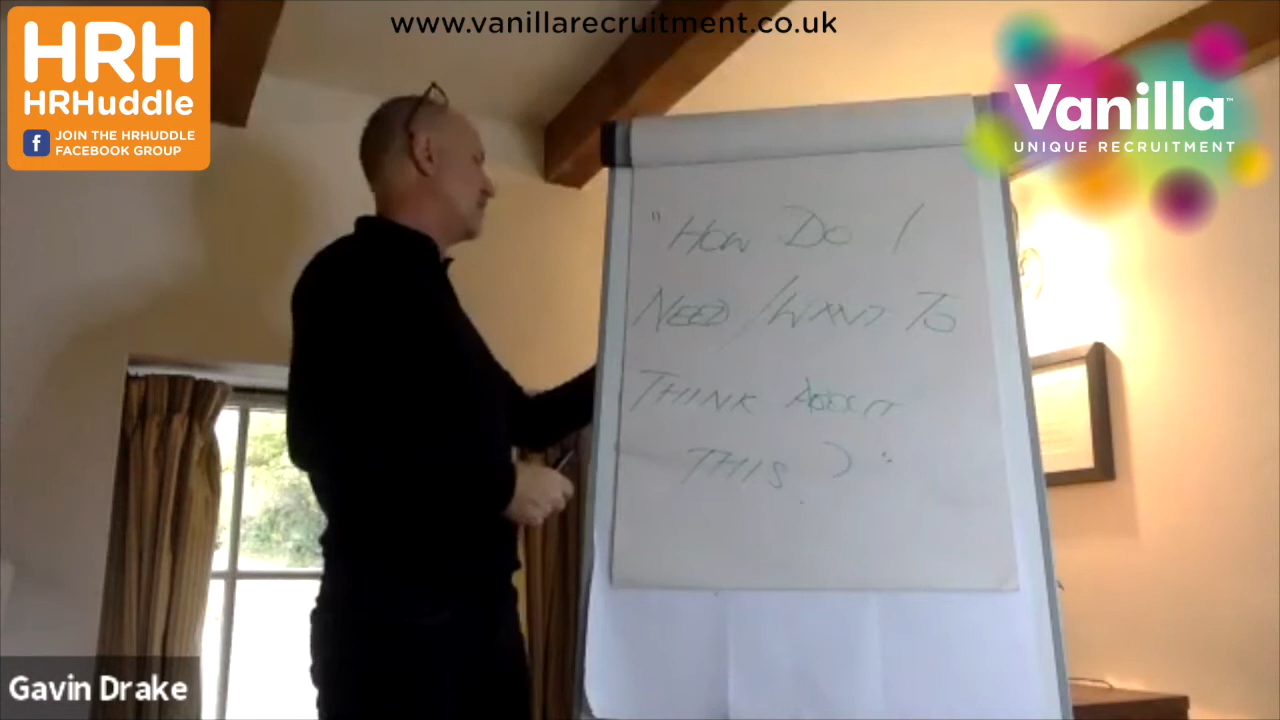 www.vanillarecruitment.co.uk
HRH
HRHuddle
f JOIN THE HRHUDDLE
FACEBOOK GROUP
Vanilla™
UNIQUE RECRUITMENT
"HOW DO I
NEED/WANT TO
THINK ABOUT
THIS?"
Gavin Drake